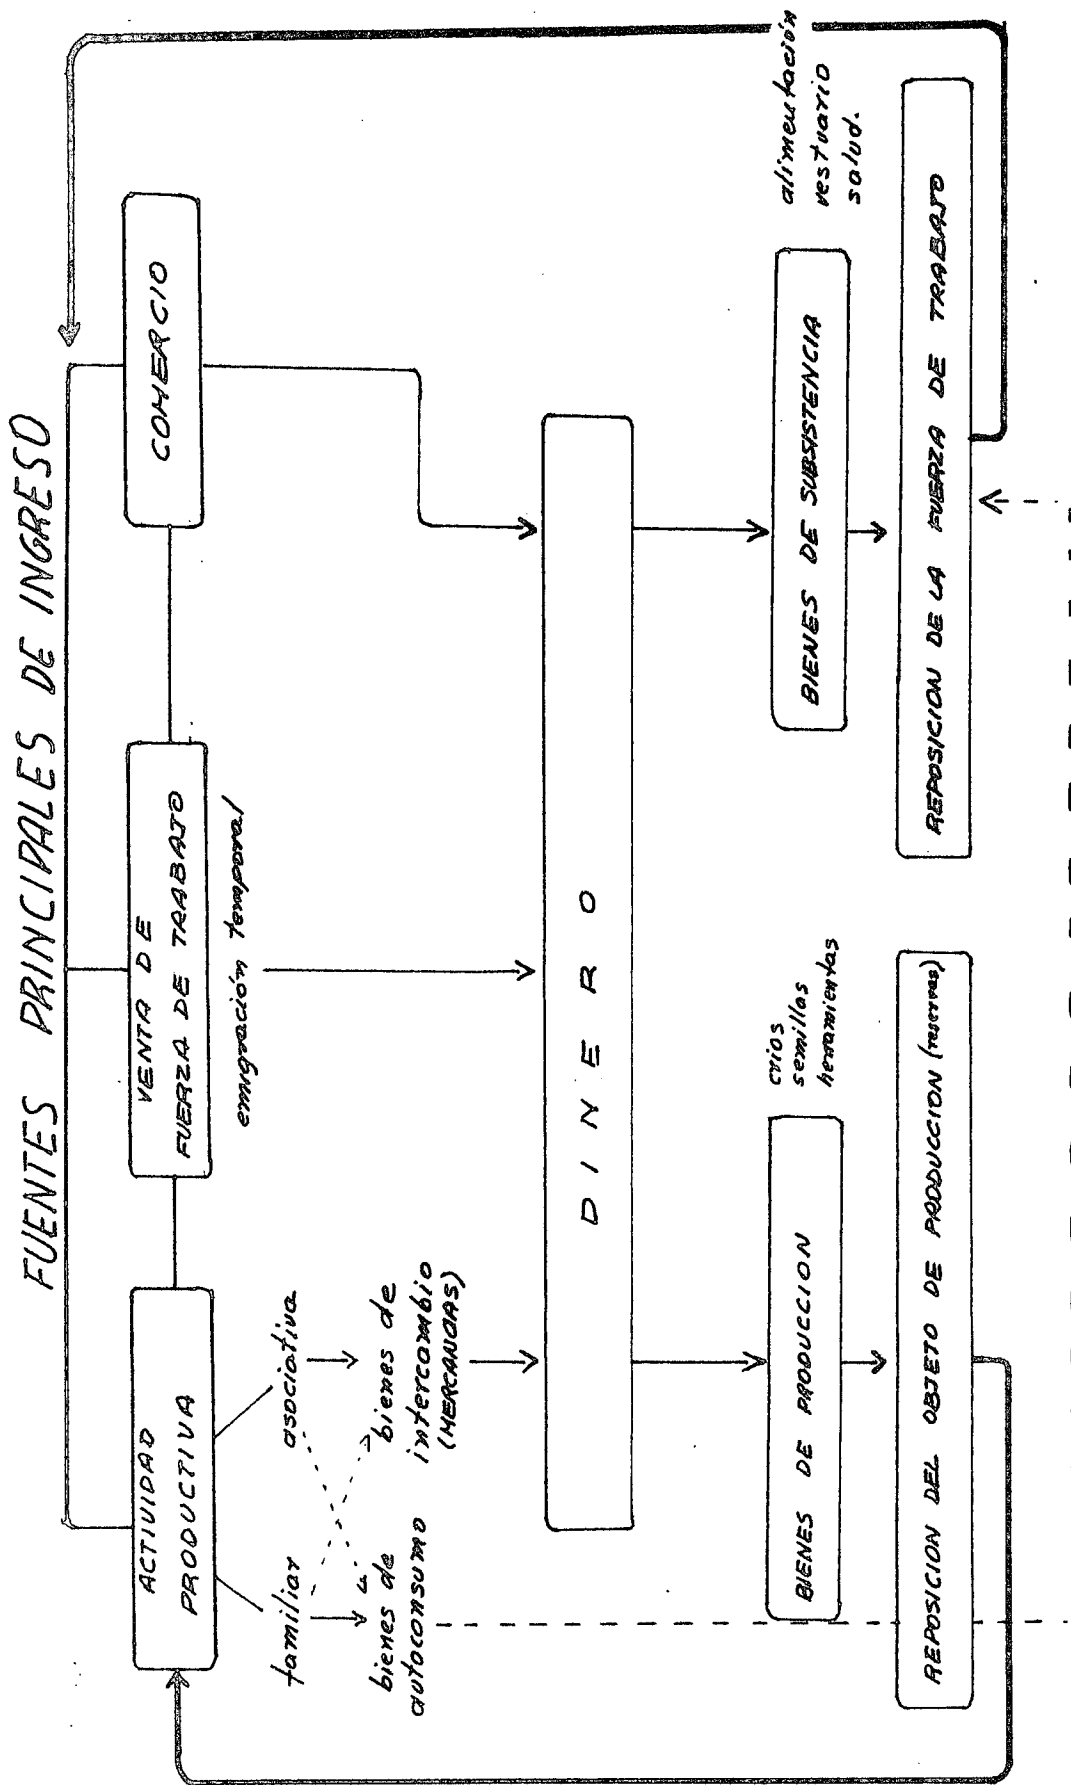 FUENTES PRINCIPALES DE INGRESO
ACTIVIDAD
PRODUCTIVA
VENTA DE
FUERZA DE TRABAJO
COMERCIO
emigración temporal
familiar
asociativa
bienes de
autoconsumo
bienes de
intercambio
(MERCANCIAS)
DINERO
BIENES DE PRODUCCION
crios
semillas
herramientas
BIENES DE SUBSISTENCIA
alimentación
vestuario
salud.
REPOSICION DEL OBJETO DE PRODUCCION (reservas)
REPOSICION DE LA FUERZA DE TRABAJO